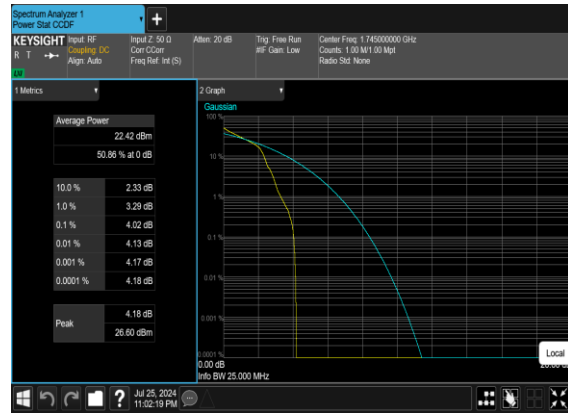 Spectrum Analyzer 1
Power Stat CCDF
KEYSIGHT
R T
LW
Input: RF
Coupling: DC
Align: Auto
Input Z: 50 Ω
Corr CCorr
Freq Ref: Int (S)
Atten: 20 dB
Trig: Free Run
#IF Gain: Low
Center Freq: 1.745000000 GHz
Counts: 1.00 M/1.00 Mpt
Radio Std: None
1 Metrics
Average Power
22.42 dBm
50.86 % at 0 dB
10.0 % 2.33 dB
1.0 % 3.29 dB
0.1 % 4.02 dB
0.01 % 4.13 dB
0.001 % 4.17 dB
0.0001 % 4.18 dB
Peak
4.18 dB
26.60 dBm
2 Graph
Gaussian
100 %
10 %
1 %
0.1 %
0.01 %
0.001 %
0.0001 %
0.00 dB
Info BW 25.000 MHz
Local
?
Jul 25, 2024
11:02:19 PM